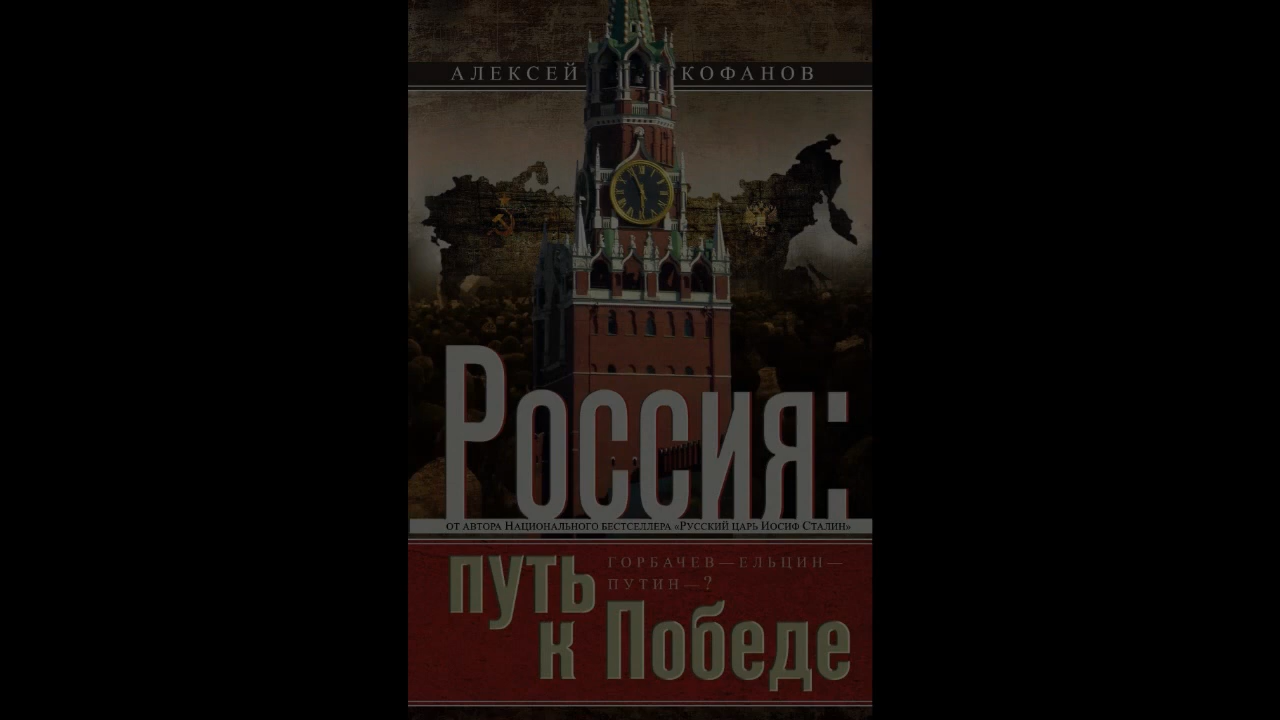 АЛЕКСЕЙ КОФАНОВ
РОССИЯ:
ОТ АВТОРА НАЦИОНАЛЬНОГО БЕСТСЕЛЛЕРА «РУССКИЙ ЦАРЬ ИОСИФ СТАЛИН»
ГОРБАЧЕВ—ЕЛЬЦИН—
ПУТИН—?
путь
к Победе